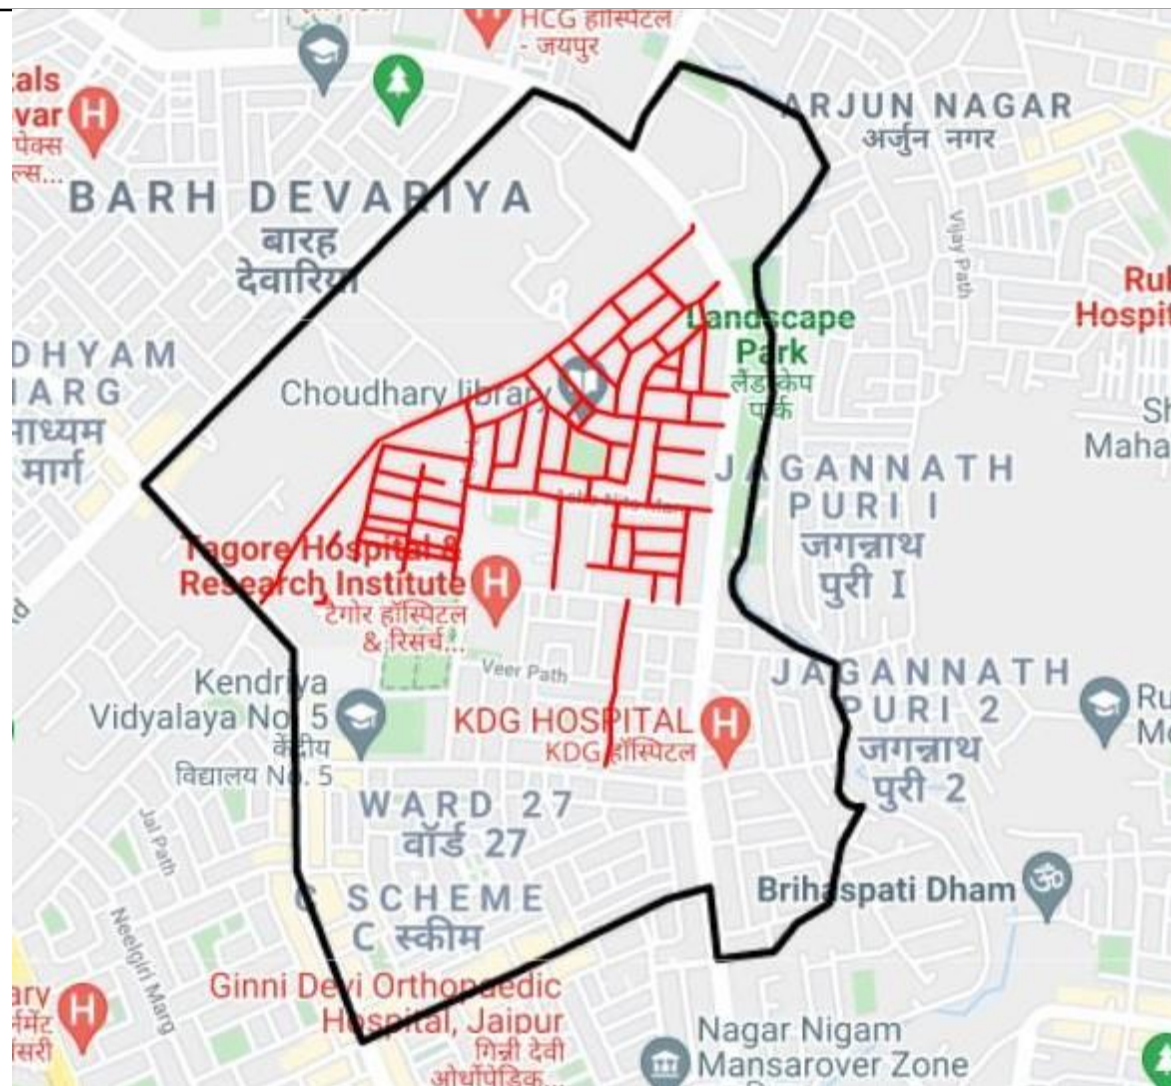 HCG हॉस्पिटल
- जयपुर
ARJUN NAGAR
अर्जुन नगर
BARH DEVARIYA
बारह
देवारिया
Vijay Path
Landscape
Park
लैंडस्केप
पार्क
Choudhary library
मार्ग
JAGANNATH
PURI I
जगन्नाथ
पुरी I
Tagore Hospital &
Research Institute
टैगोर हॉस्पिटल
& रिसर्च...
Veer Path
Kendriya
Vidyalaya No. 5
केंद्रीय
विद्यालय No. 5
KDG HOSPITAL
KDG हॉस्पिटल
JAGANNATH
PURI 2
जगन्नाथ
पुरी 2
WARD 27
वॉर्ड 27
Jal Path
C SCHEME
C स्कीम
Neelgiri Marg
Brihaspati Dham
Ginni Devi Orthopaedic
Hospital, Jaipur
गिन्नी देवी
ऑर्थोपेडिक...
Nagar Nigam
Mansarover Zone